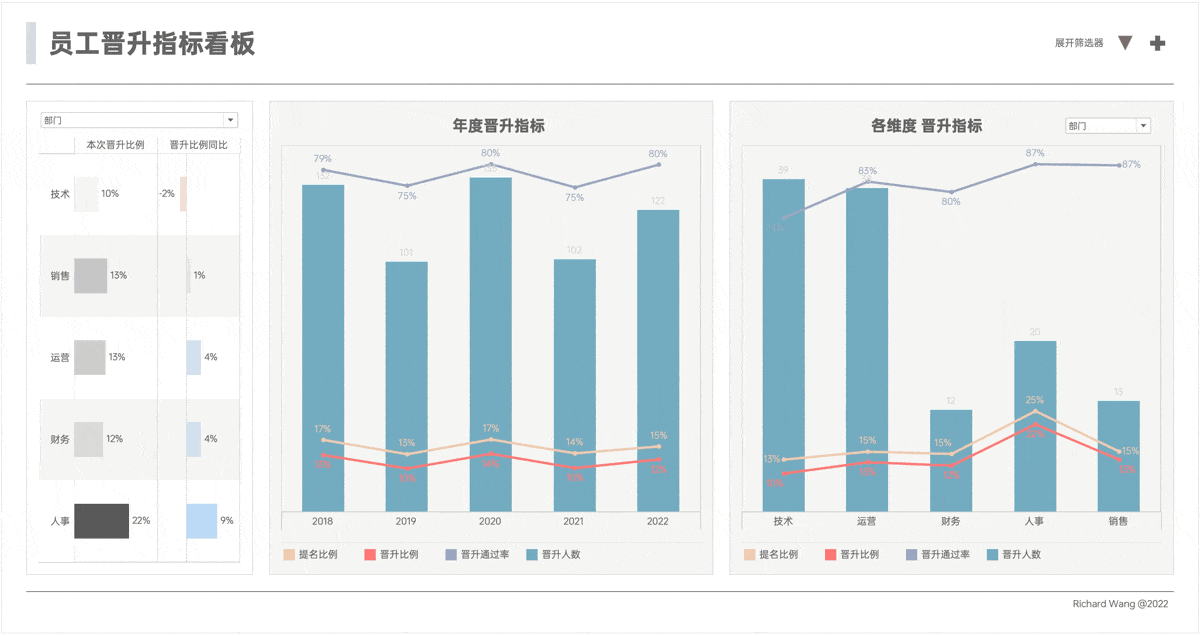 员工晋升指标看板
展开筛选器
部门
本次晋升比例 晋升比例同比
技术 10% -2%
销售 13% 1%
运营 13% 4%
财务 12% 4%
人事 22% 9%
年度晋升指标
79% 75% 80% 75% 80%
132 101 102 122
17% 13% 17% 14% 15%
2018 2019 2020 2021 2022
提名比例 晋升比例 晋升通过率 晋升人数
各维度 晋升指标
部门
83% 80% 87% 87%
39 12 20 15
13% 15% 15% 25% 15%
10%
技术 运营 财务 人事 销售
提名比例 晋升比例 晋升通过率 晋升人数
Richard Wang @2022